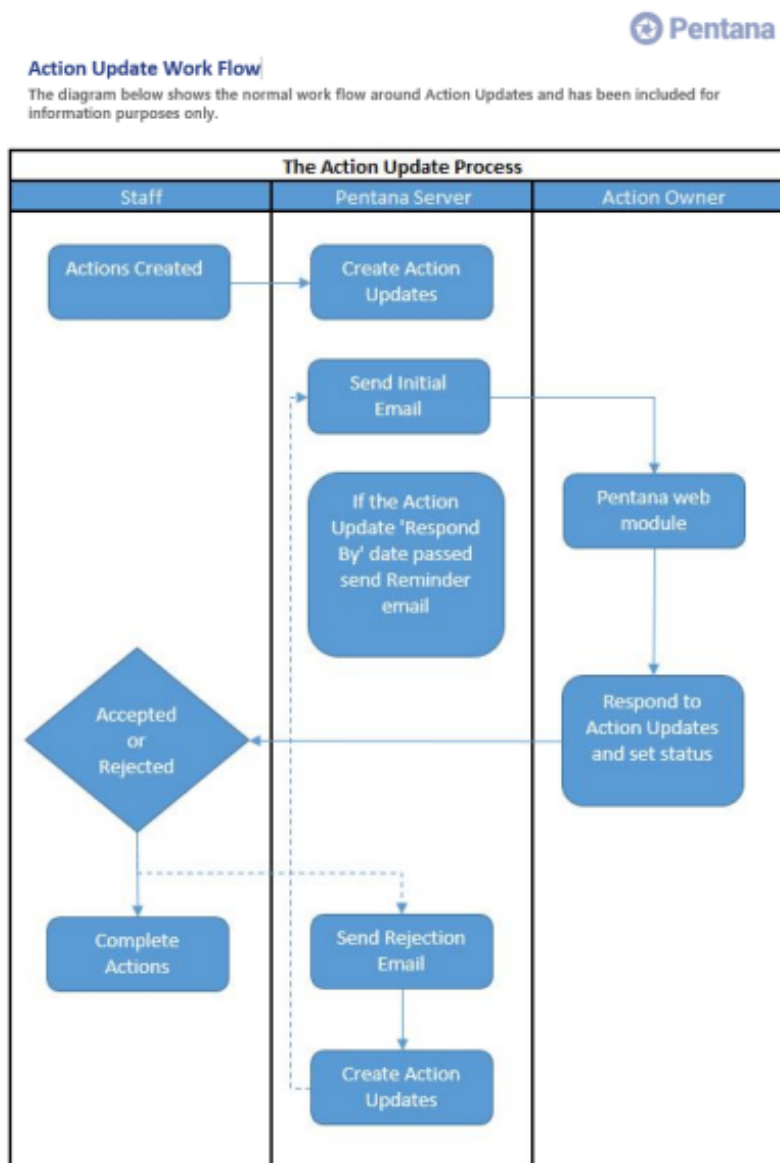 Pentana
Action Update Work Flow
The diagram below shows the normal work flow around Action Updates and has been included for
information purposes only.
The Action Update Process
Staff
Pentana Server
Action Owner
Actions Created
Create Action
Updates
Send Initial
Email
Pentana web
module
If the Action
Update 'Respond
By' date passed
send Reminder
email
Respond to
Action Updates
and set status
Accepted
or
Rejected
Complete
Actions
Send Rejection
Email
Create Action
Updates